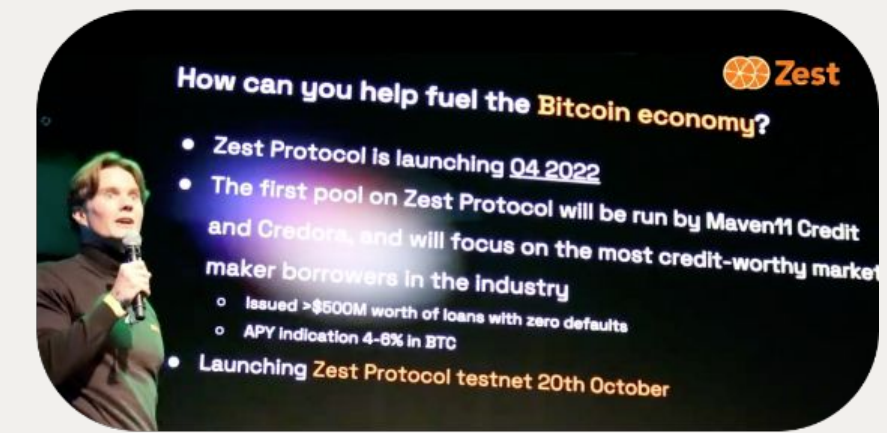 Zest
How can you help fuel the Bitcoin economy?
• Zest Protocol is launching Q4 2022
• The first pool on Zest Protocol will be run by Maven11 Credit
and Credora, and will focus on the most credit-worthy market
maker borrowers in the industry
○ Issued >$500M worth of loans with zero defaults
○ APY indication 4-6% in BTC
• Launching Zest Protocol testnet 20th October